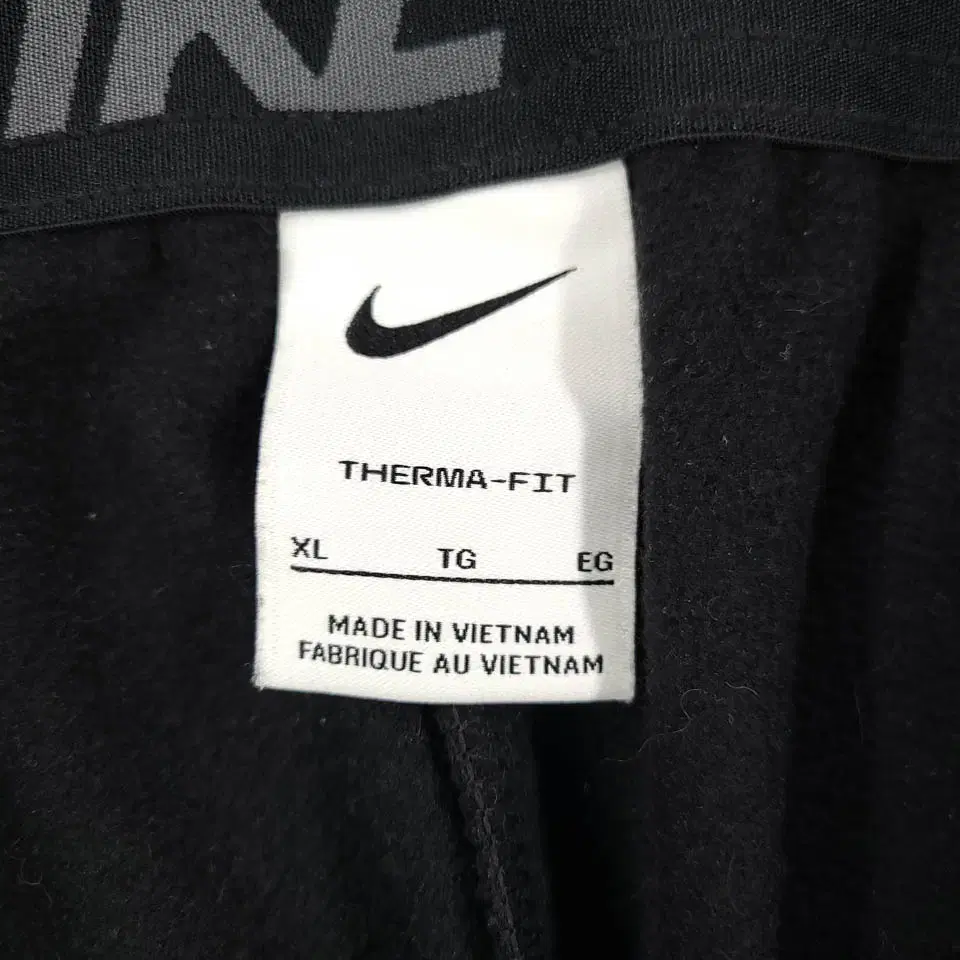 THERMA-FIT
XL TG EG
MADE IN VIETNAM
FABRIQUE AU VIETNAM